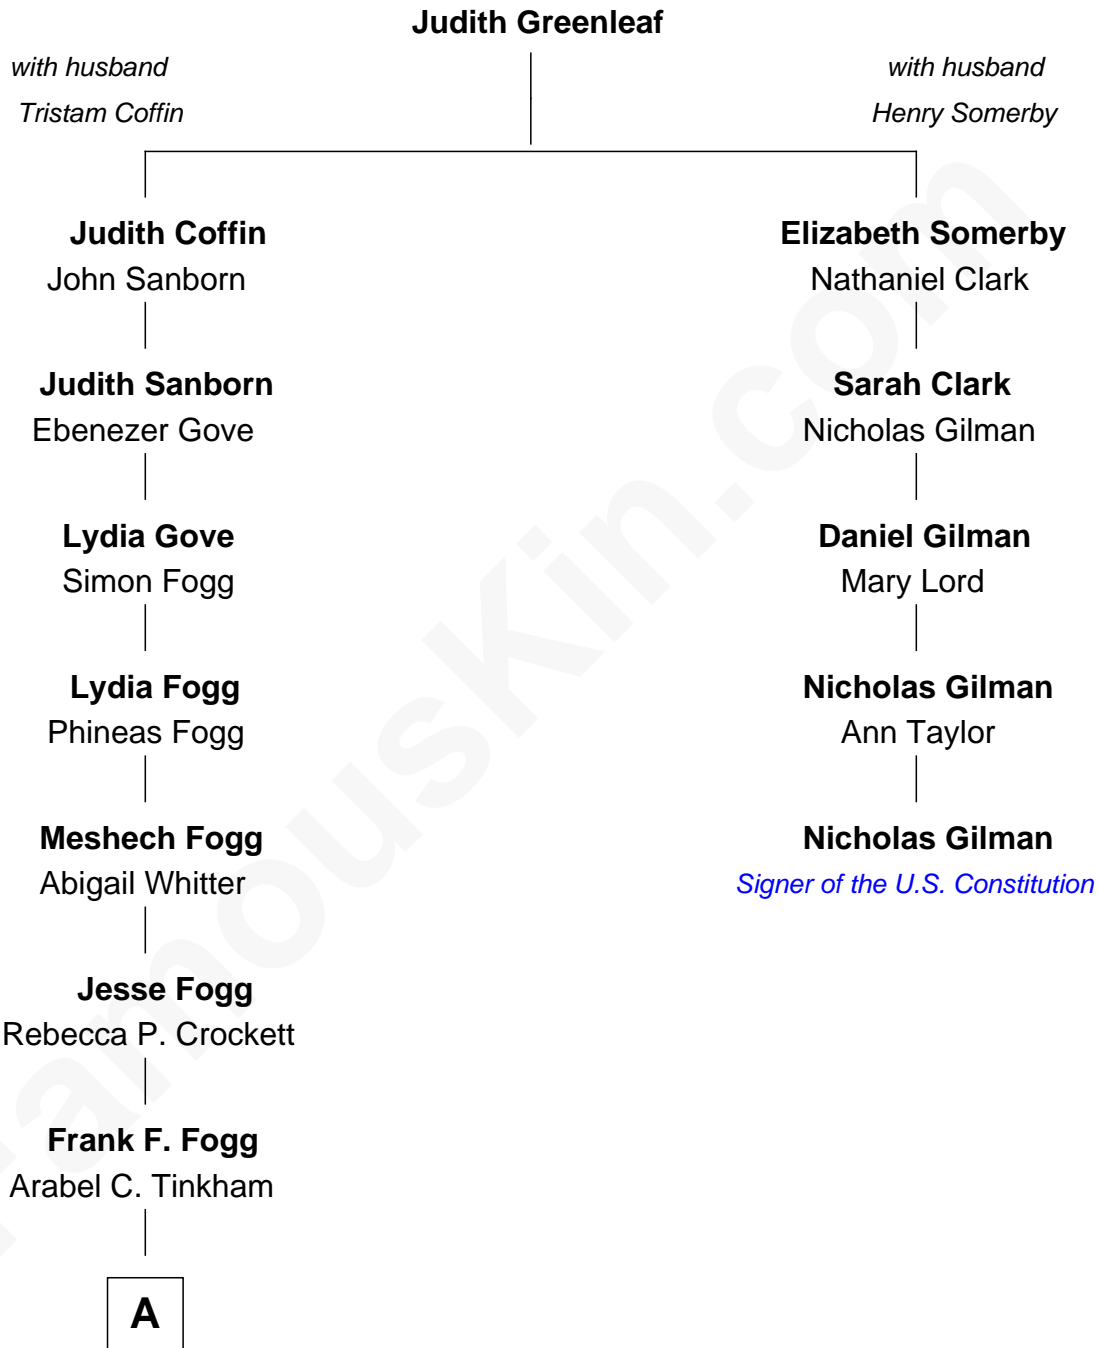 Judith Greenleaf
with husband
Tristam Coffin
with husband
Henry Somerby
Judith Coffin
John Sanborn
Elizabeth Somerby
Nathaniel Clark
Judith Sanborn
Ebenezer Gove
Sarah Clark
Nicholas Gilman
Lydia Gove
Simon Fogg
Daniel Gilman
Mary Lord
Lydia Fogg
Phineas Fogg
Nicholas Gilman
Ann Taylor
Meshech Fogg
Abigail Whitter
Nicholas Gilman
Signer of the U.S. Constitution
Jesse Fogg
Rebecca P. Crockett
Frank F. Fogg
Arabel C. Tinkham
A
FamousKin.com